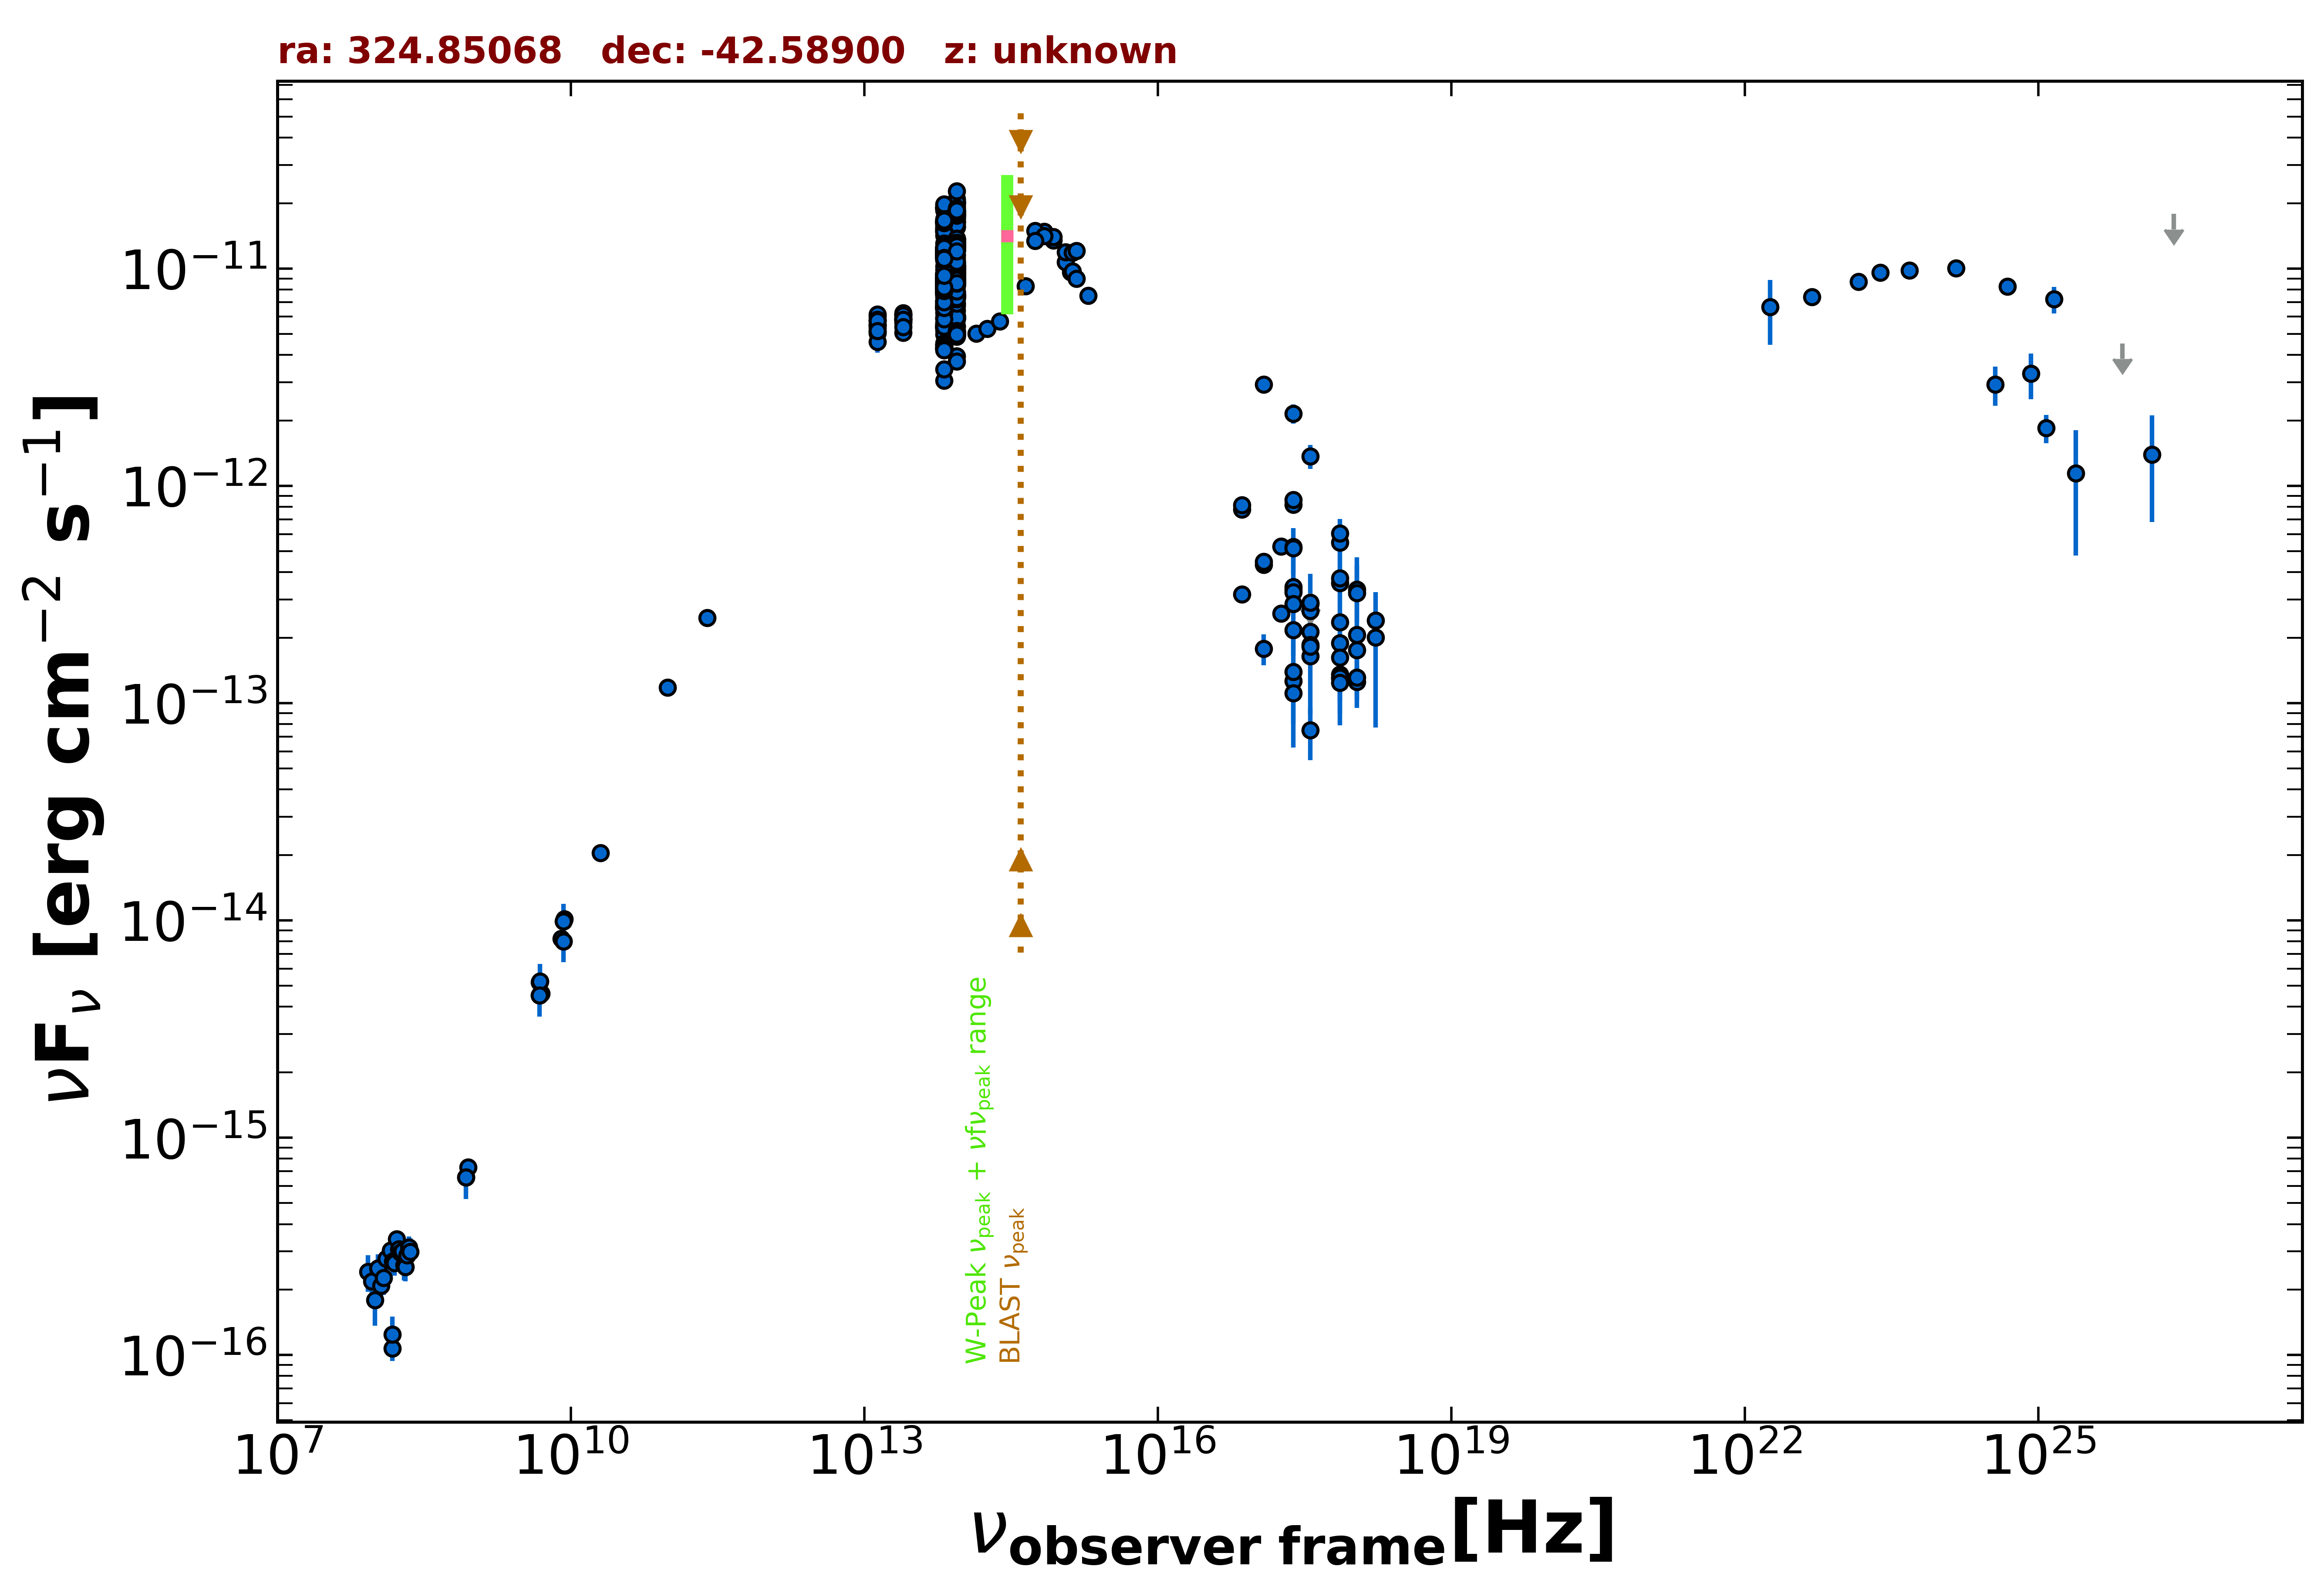 ra: 324.85068 dec: -42.58900 z: unknown
νFν [erg cm−2 s−1]
10−11
10−12
10−13
10−14
10−15
10−16
W-Peak νpeak + νfνpeak range
BLAST νpeak
107 1010 1013 1016 1019 1022 1025
νobserver frame[Hz]